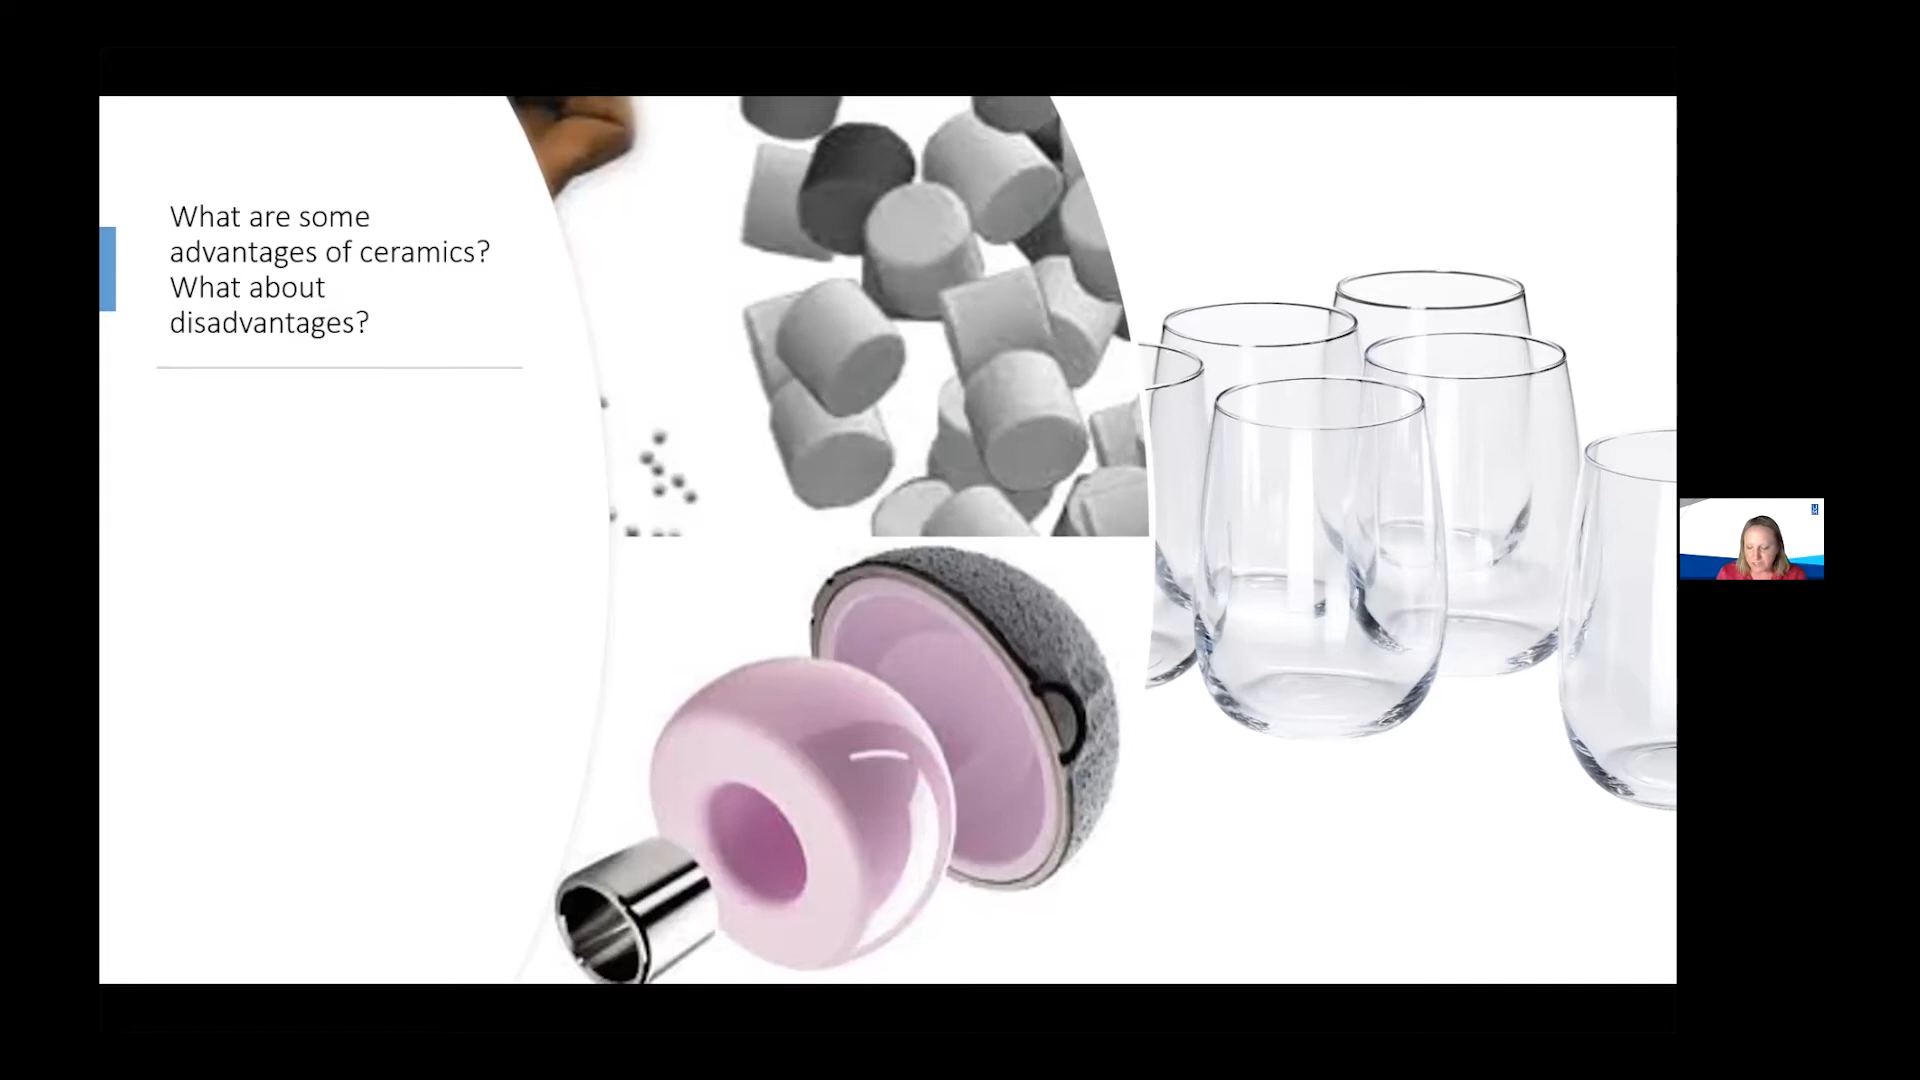 What are some
advantages of ceramics?
What about
disadvantages?